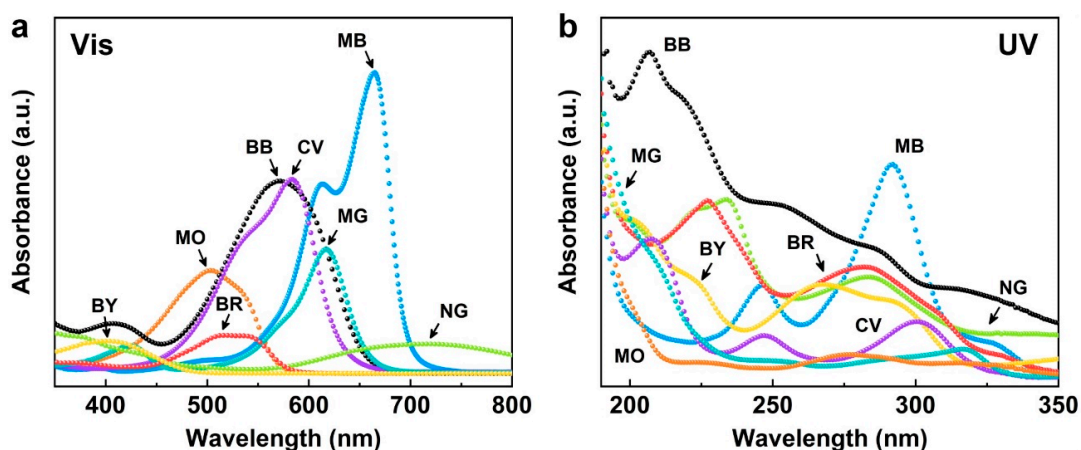 a
Vis
MB
BB
CV
MG
MO
BR
BY
NG
Absorbance (a.u.)
400
500
600
700
800
Wavelength (nm)
b
UV
BB
MG
MB
BY
BR
NG
CV
MO
Absorbance (a.u.)
200
250
300
350
Wavelength (nm)